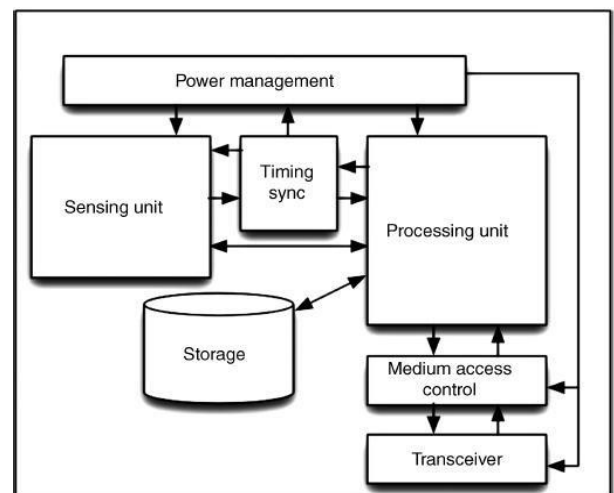 Power management
Sensing unit
Timing
sync
Processing unit
Storage
Medium access
control
Transceiver